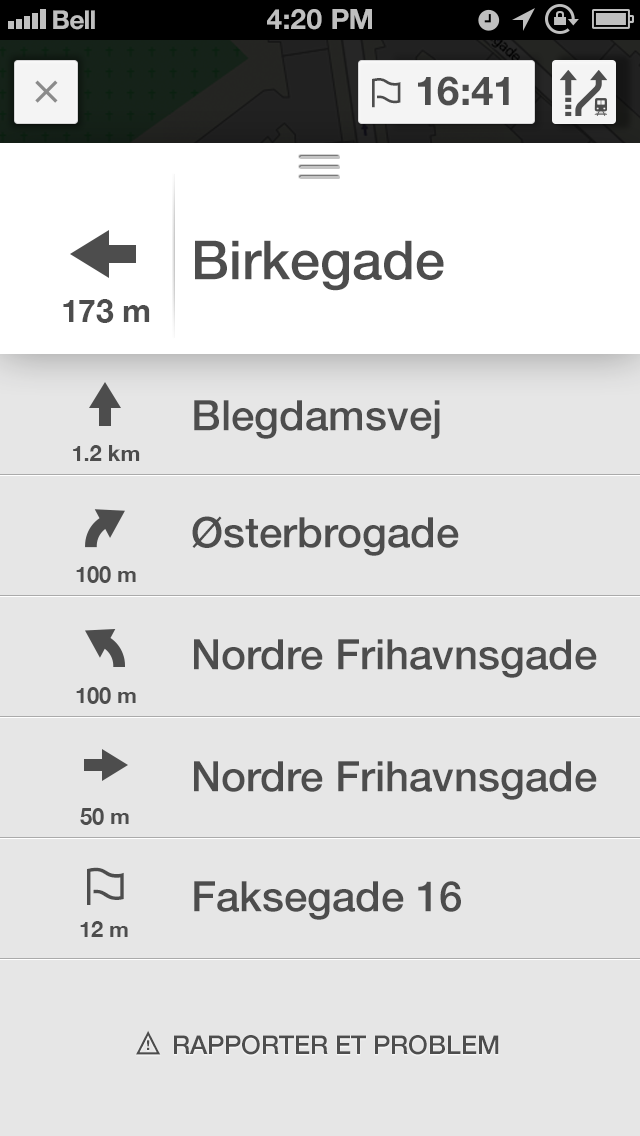 Bell 4:20 PM
gade
16:41
Birkegade
173 m
Blegdamsvej
1.2 km
Østerbrogade
100 m
Nordre Frihavnsgade
100 m
Nordre Frihavnsgade
50 m
Faksegade 16
12 m
RAPPORTER ET PROBLEM